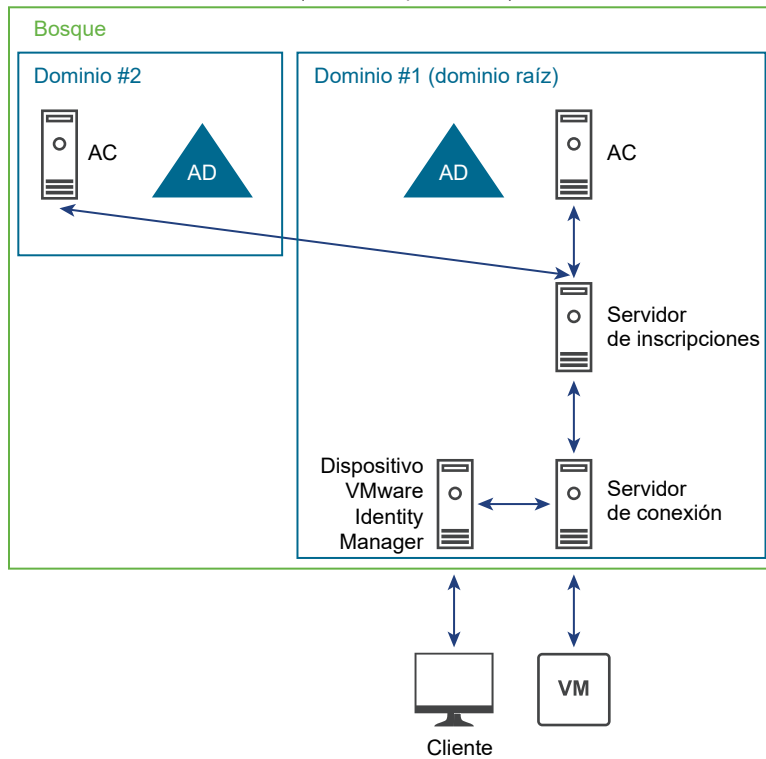 Bosque
Dominio #2
Dominio #1 (dominio raíz)
AC
AD
AD
AC
Servidor
de inscripciones
Dispositivo
VMware
Identity
Manager
Servidor
de conexión
VM
Cliente